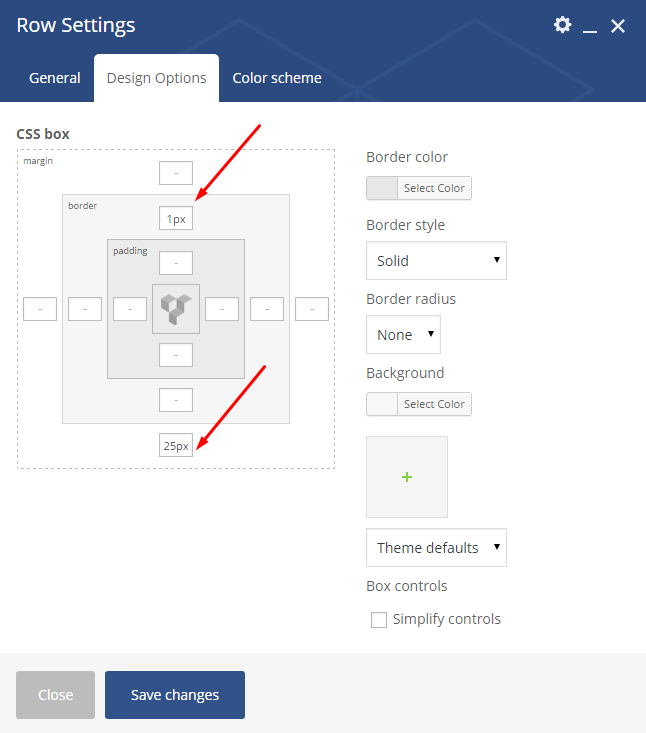 Row Settings
General
Design Options
Color scheme
CSS box
margin
-
border
1px
padding
-
-
-
-
-
-
-
-
-
25px
Border color
Select Color
Border style
Solid
Border radius
None
Background
Select Color
+
Theme defaults
Box controls
Simplify controls
Close
Save changes